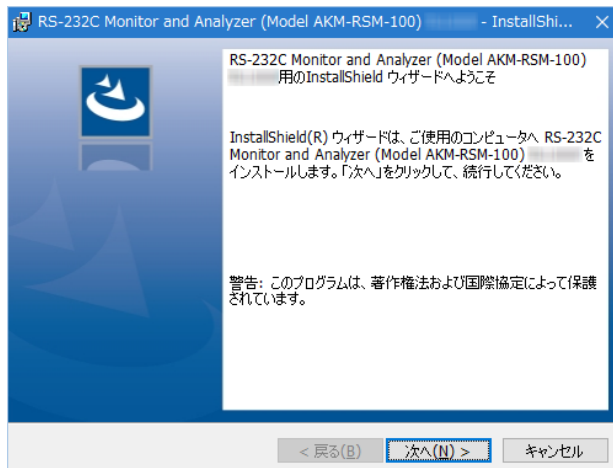 RS-232C Monitor and Analyzer (Model AKM-RSM-100) - InstallShi...
RS-232C Monitor and Analyzer (Model AKM-RSM-100)
用のInstallShield ウィザードへようこそ
InstallShield(R) ウィザードは、ご使用のコンピュータへ RS-232C
Monitor and Analyzer (Model AKM-RSM-100) を
インストールします。「次へ」をクリックして、続行してください。
警告: このプログラムは、著作権法および国際協定によって保護
されています。
< 戻る(B)
次へ(N) >
キャンセル